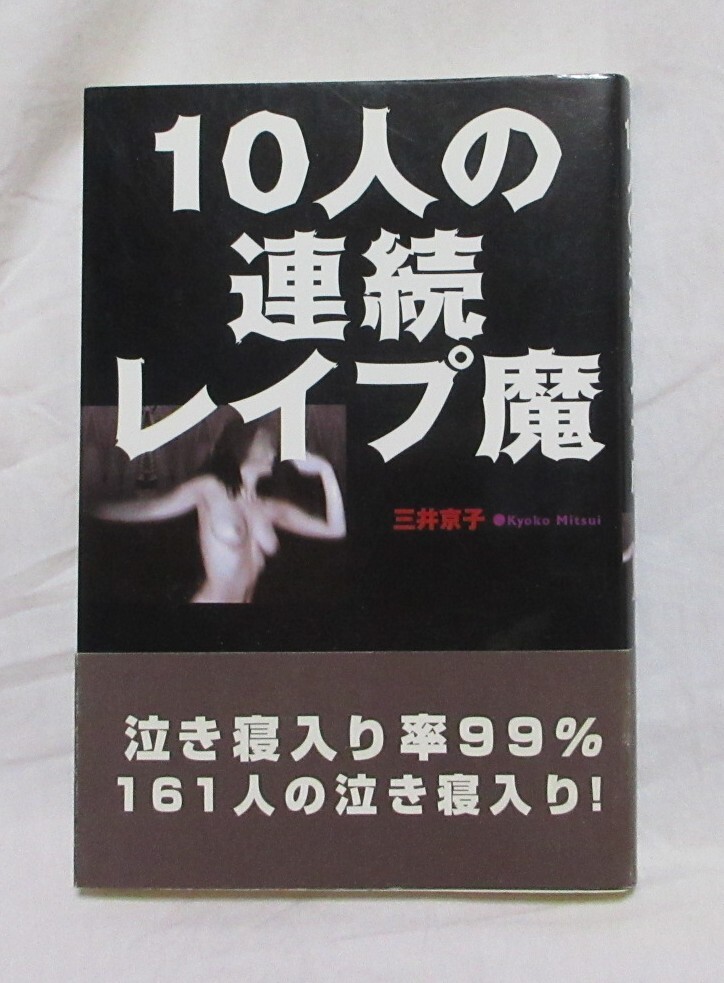 10人の
連続
レイプ魔
三井京子 Kyoko Mitsui
泣き寝入り率99%
161人の泣き寝入り!